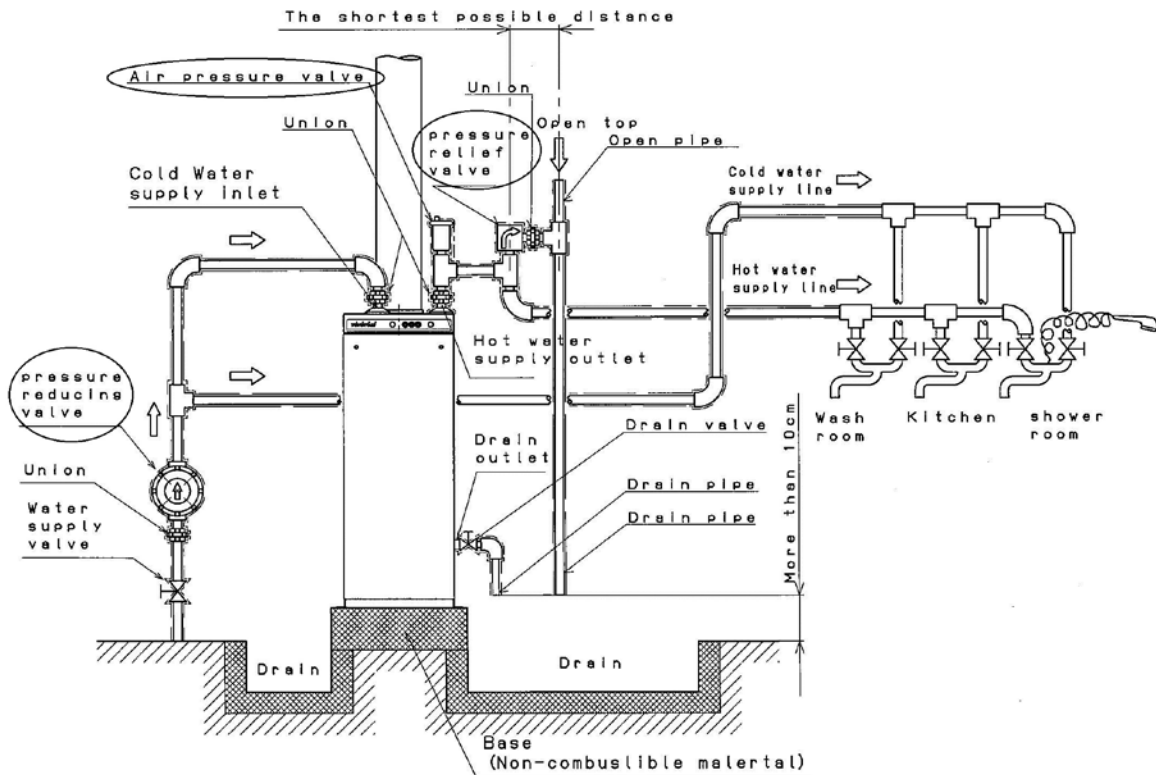 The shortest possible distance
Air pressure valve
Union
Union
pressure
relief
valve
Open top
Open pipe
Cold Water
supply inlet
Cold water
supply line
Hot water
supply line
Hot water
supply outlet
pressure
reducing
valve
Wash
room
Kitchen
shower
room
Drain
outlet
Drain valve
Union
Water
supply
valve
Drain pipe
Drain pipe
More than 10cm
Drain
Drain
Base
(Non-combuslible malertal)